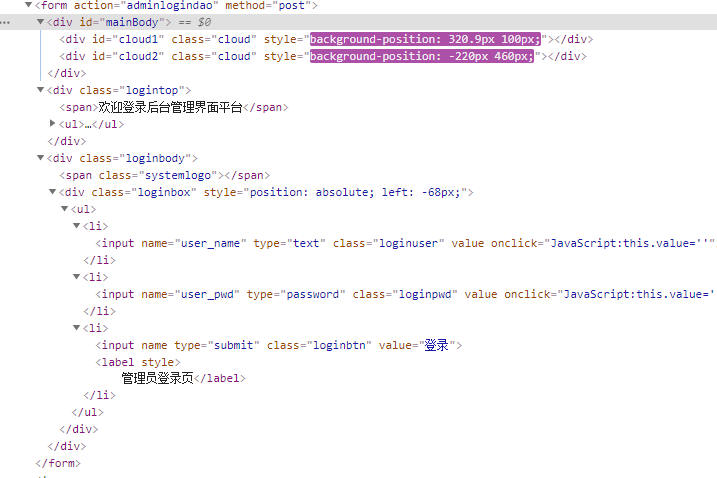 ▼<form action="adminlogindao" method="post">
… ▼<div id="mainBody"> == $0
<div id="cloud1" class="cloud" style="background-position: 320.9px 100px;"></div>
<div id="cloud2" class="cloud" style="background-position: -220px 460px;"></div>
</div>
▼<div class="logintop">
<span>欢迎登录后台管理界面平台</span>
▶<ul>…</ul>
</div>
▼<div class="loginbody">
<span class="systemlogo"></span>
▼<div class="loginbox" style="position: absolute; left: -68px;">
▼<ul>
▼<li>
<input name="user_name" type="text" class="loginuser" value onclick="JavaScript:this.value=''"
</li>
▼<li>
<input name="user_pwd" type="password" class="loginpwd" value onclick="JavaScript:this.value='
</li>
▼<li>
<input name type="submit" class="loginbtn" value="登录">
<label style>
管理员登录页</label>
</li>
</ul>
</div>
</div>
</form>